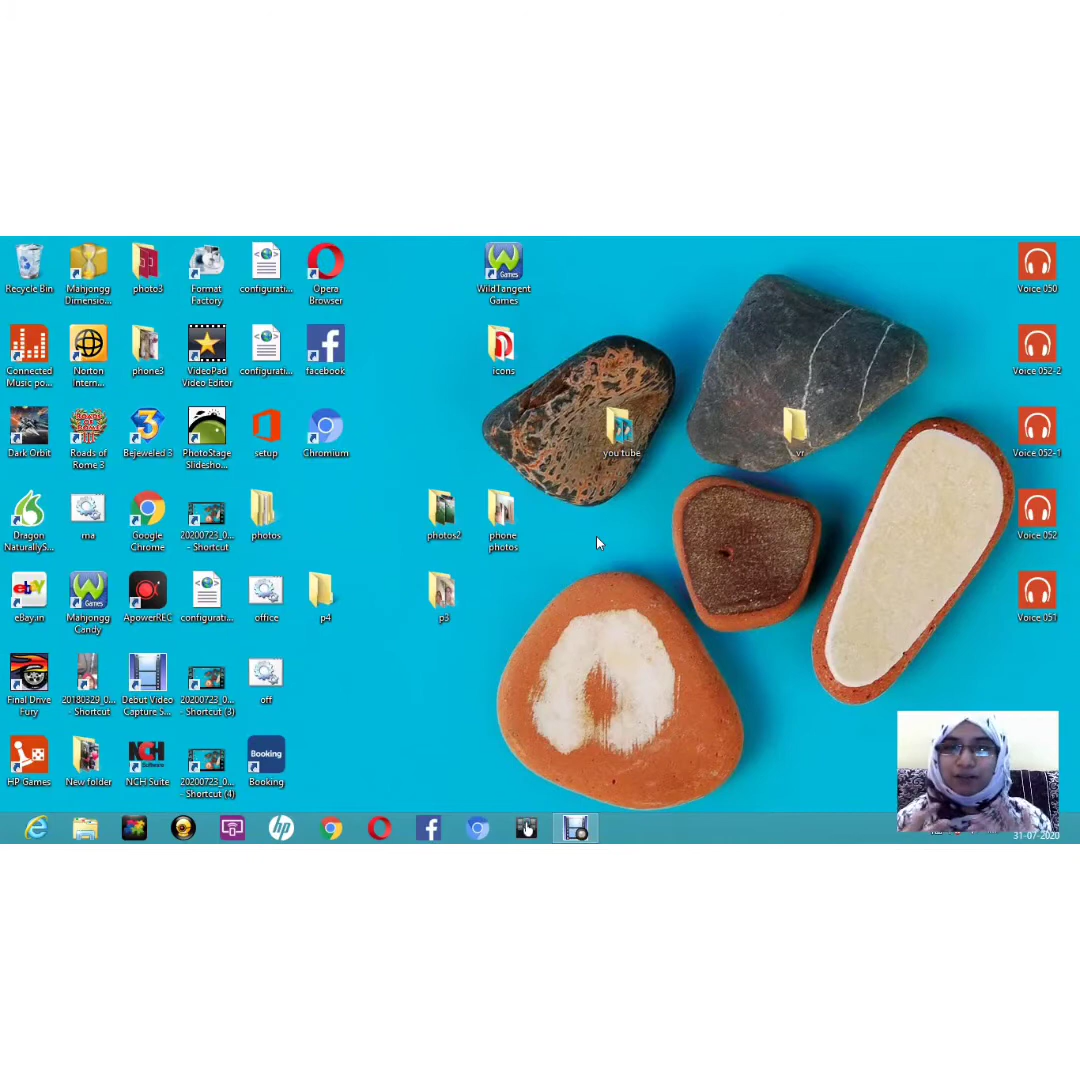 Recycle Bin
Mahjongg
Dimensio...
photo3
Format
Factory
configurati...
Opera
Browser
WildTangent
Games
Games
Voice 050
Connected
Music po...
Norton
Intern...
phone3
VideoPad
Video Editor
configurati...
facebook
icons
Voice 052-2
Dark Orbit
Roads of
Rome 3
Bejeweled 3
PhotoStage
Slidesho...
setup
Chromium
you tube
vr
Voice 052-1
Dragon
NaturallyS...
ma
Google
Chrome
20200723_0...
- Shortcut
photos
photos2
phone
photos
Voice 052
eBay.in
Games
Mahjongg
Candy
ApowerREC
configurati...
office
p4
p3
Voice 051
Final Drive
Fury
20180329_0...
- Shortcut
Debut Video
Capture S...
20200723_0...
- Shortcut (3)
off
HP Games
New folder
NCH
NCH Suite
20200723_0...
- Shortcut (4)
Booking
Booking
hp
31-07-2020